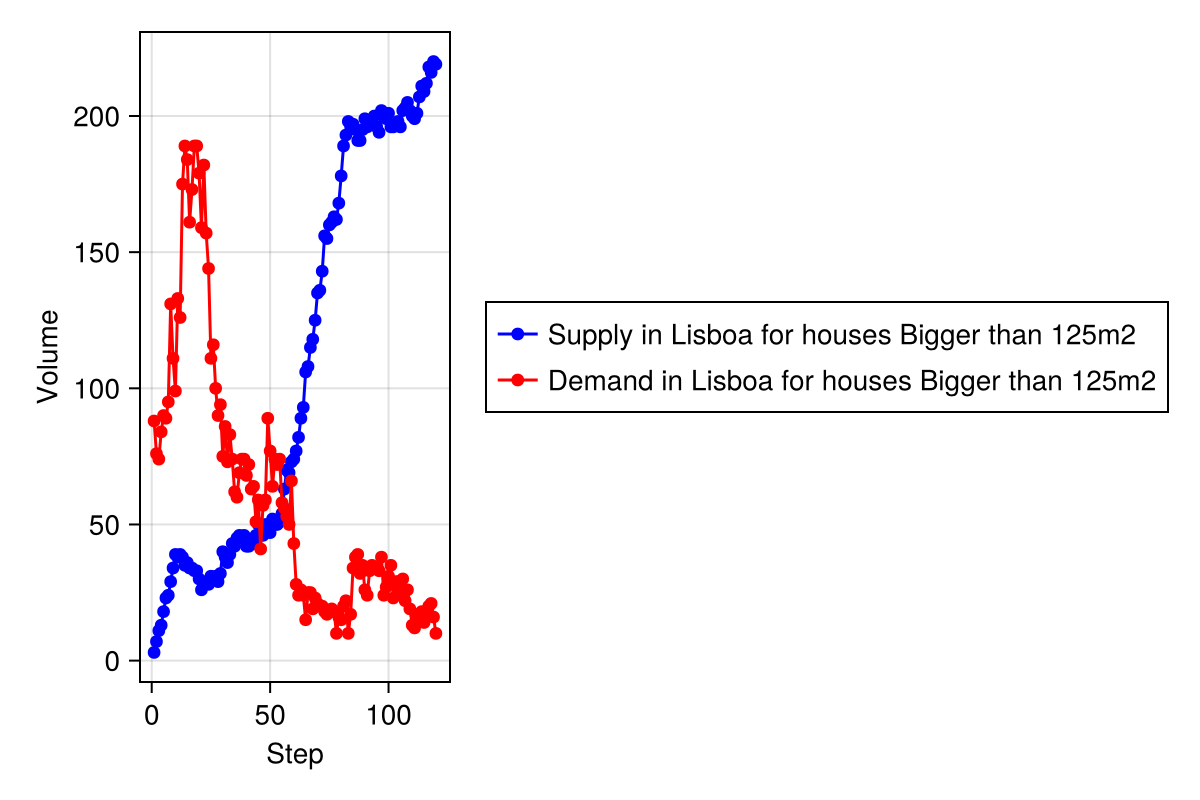 200
150
100
50
0
Volume
0 50 100
Step
Supply in Lisboa for houses Bigger than 125m2
Demand in Lisboa for houses Bigger than 125m2